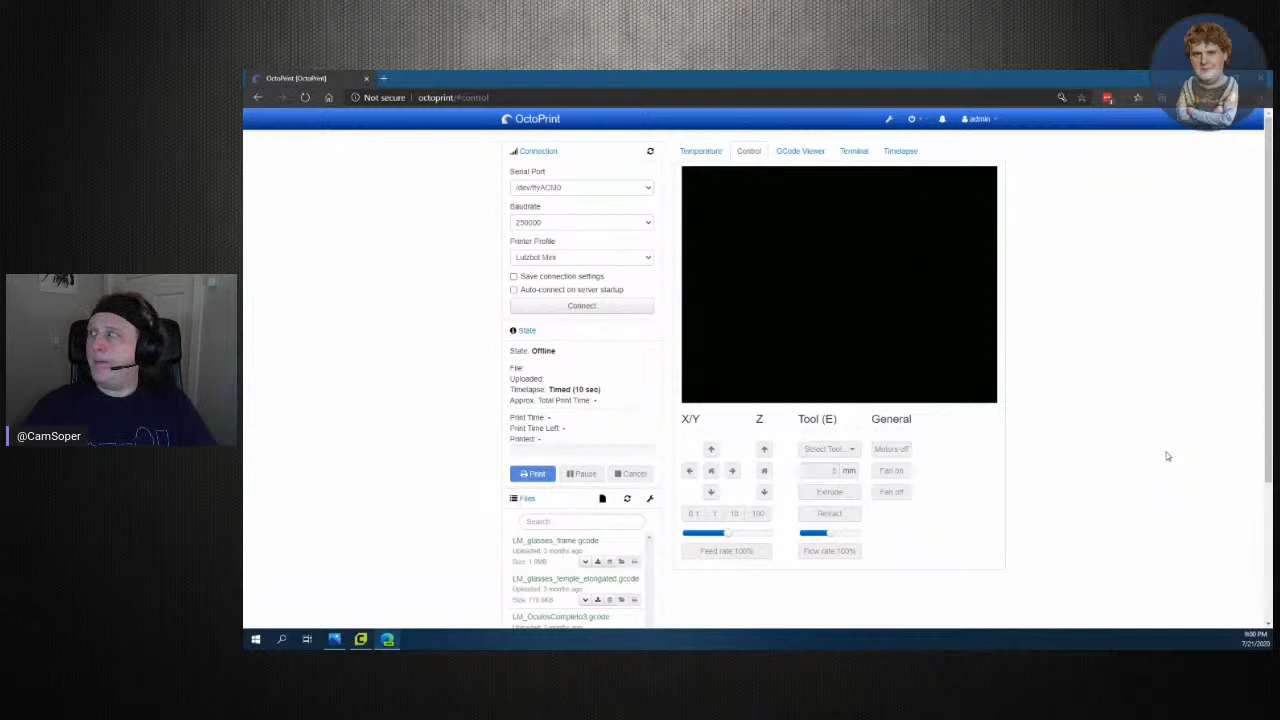 OctoPrint [OctoPrint]
Not secure
octoprint/#control
OctoPrint
admin
Connection
Serial Port
/dev/ttyACM0
Baudrate
250000
Printer Profile
Lulzbot Mini
Save connection settings
Auto-connect on server startup
Connect
State
State: Offline
File:
Uploaded:
Timelapse: Timed (10 sec)
Approx. Total Print Time: -
Print Time: -
Print Time Left: -
Printed: -
Print
Pause
Cancel
Files
Search...
LM_glasses_frame.gcode
Uploaded: 3 months ago
Size: 1.9MB
LM_glasses_temple_elongated.gcode
Uploaded: 3 months ago
LM_OculosCompleto3.gcode
Temperature
Control
GCode Viewer
Terminal
Timelapse
X/Y
Z
Tool (E)
General
Select Tool...
Motors off
5 mm
Fan on
Extrude
Fan off
0.1 1 10 100
Retract
Feed rate:100%
Flow rate:100%
@CamSoper
9:00 PM
7/21/2020